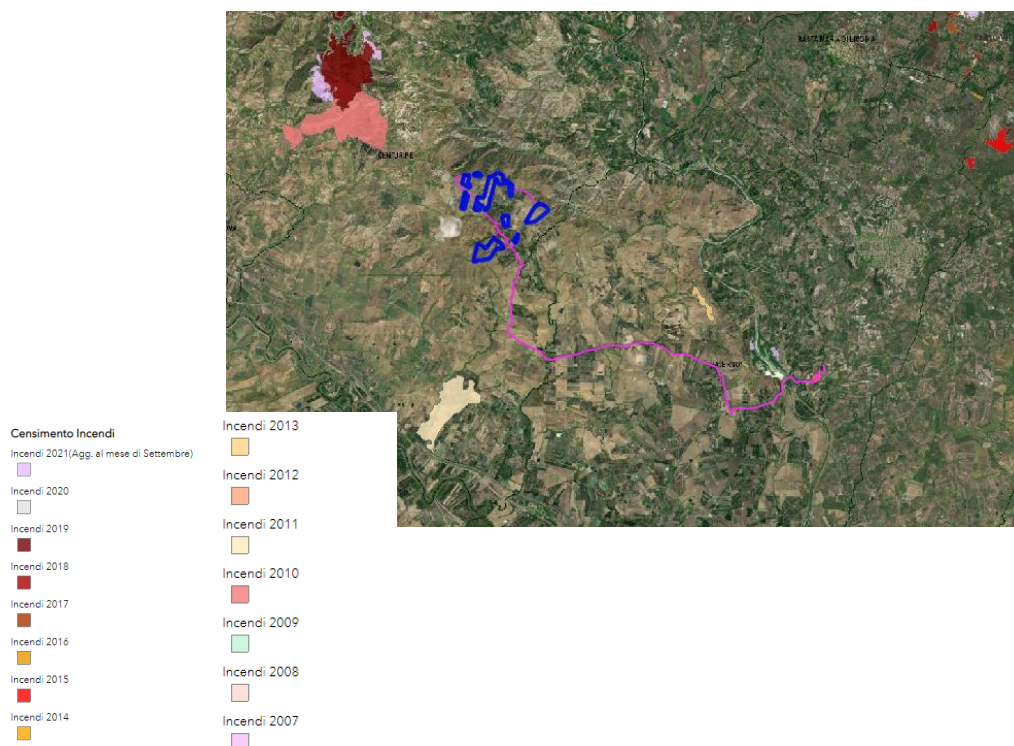 CENTURIPE
Censimento Incendi
Incendi 2021(Agg. al mese di Settembre)
Incendi 2020
Incendi 2019
Incendi 2018
Incendi 2017
Incendi 2016
Incendi 2015
Incendi 2014
Incendi 2013
Incendi 2012
Incendi 2011
Incendi 2010
Incendi 2009
Incendi 2008
Incendi 2007